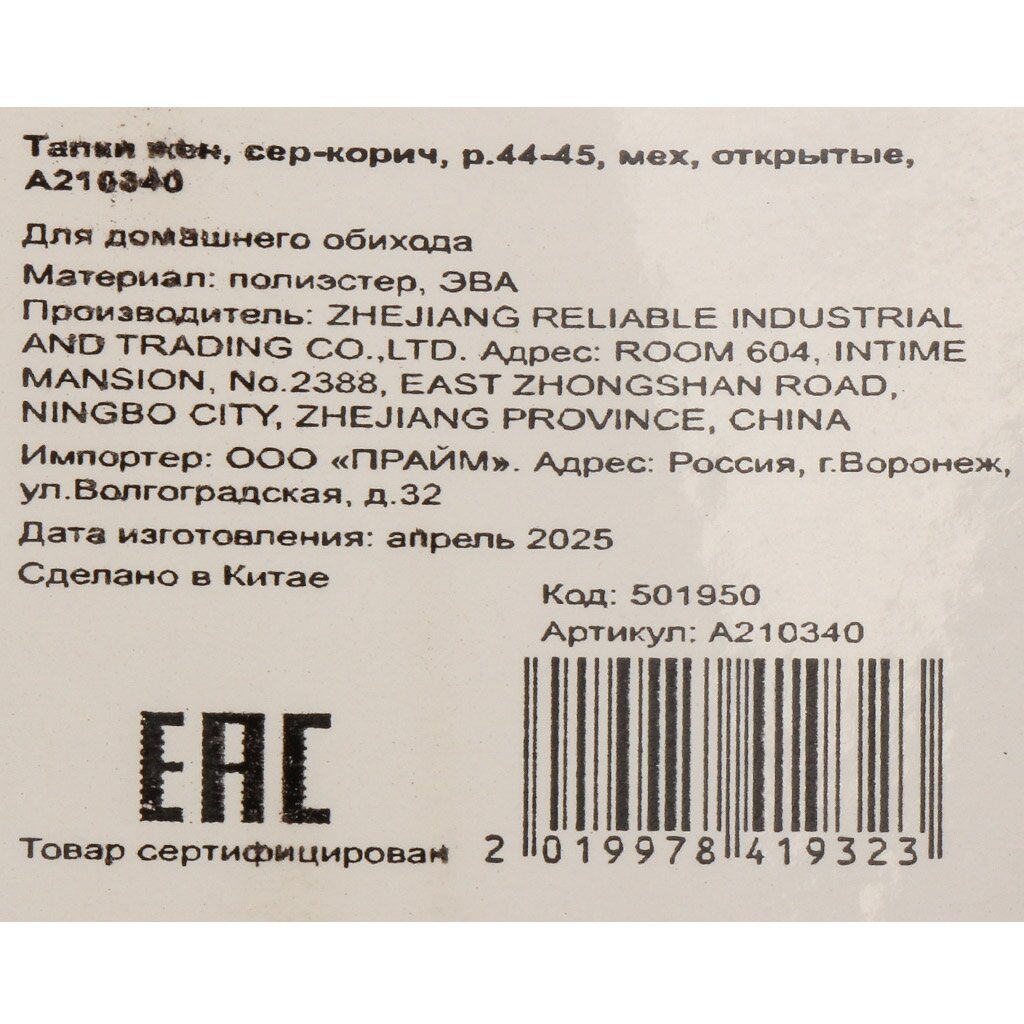 Тапки жен, сер-корич, р.44-45, мех, открытые,
А210340
Для домашнего обихода
Материал: полиэстер, ЭВА
Производитель: ZHEJIANG RELIABLE INDUSTRIAL
AND TRADING CO.,LTD. Адрес: ROOM 604, INTIME
MANSION, No.2388, EAST ZHONGSHAN ROAD,
NINGBO CITY, ZHEJIANG PROVINCE, CHINA
Импортер: ООО «ПРАЙМ». Адрес: Россия, г.Воронеж,
ул.Волгоградская, д.32
Дата изготовления: апрель 2025
Сделано в Китае
Код: 501950
Артикул: А210340
EAC
Товар сертифицирован
2 019978 419323